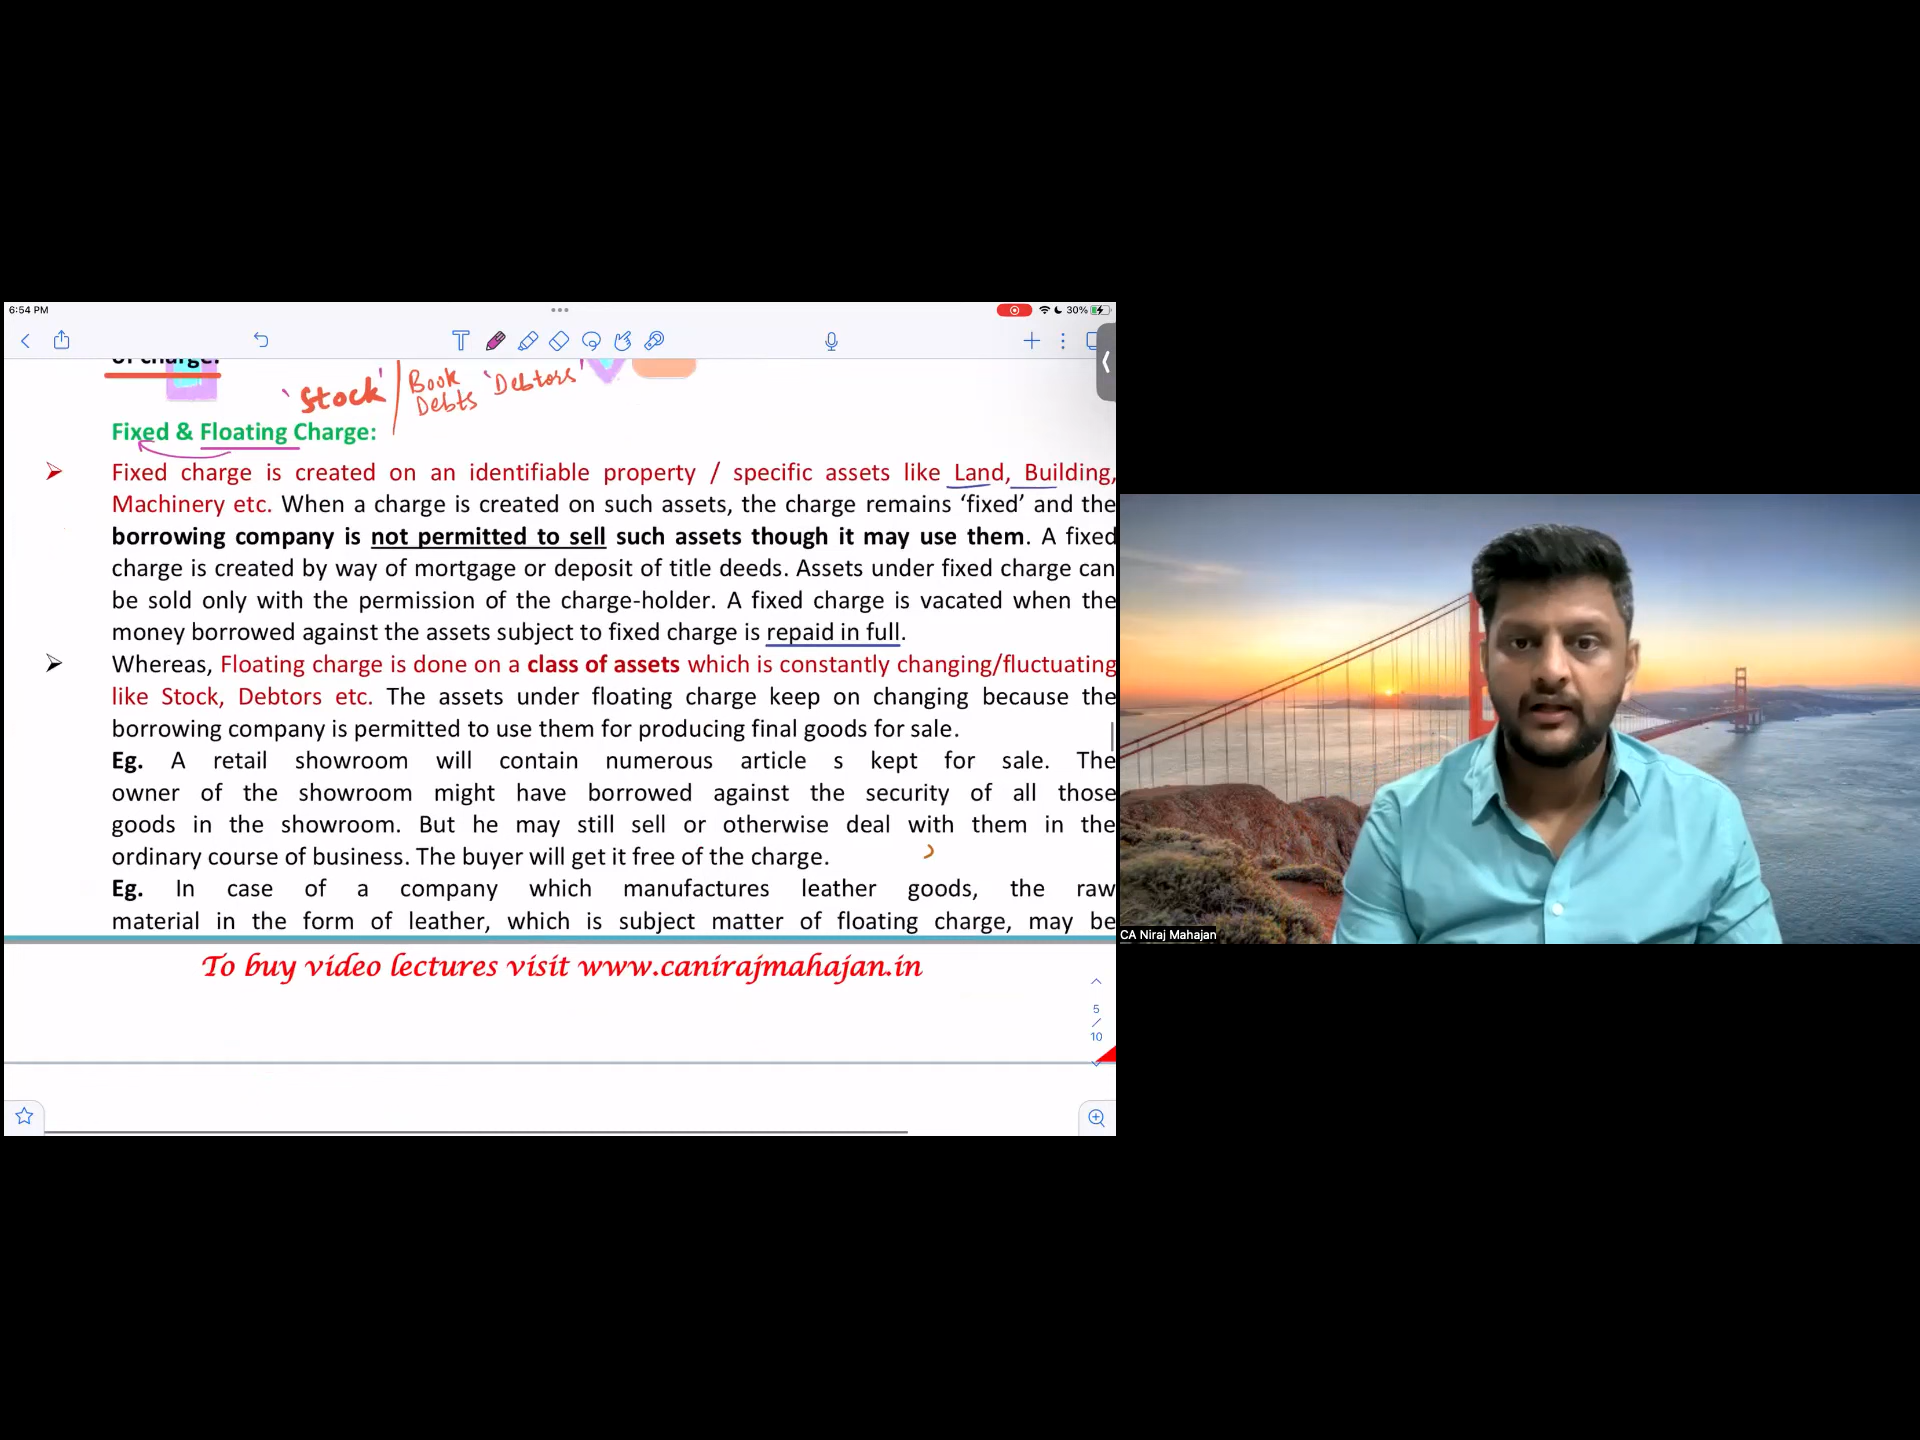 6:54 PM
30%
of charge.
'Stock' | Book Debts 'Debtors'
Fixed & Floating Charge:
Fixed charge is created on an identifiable property / specific assets like Land, Building,
Machinery etc. When a charge is created on such assets, the charge remains ‘fixed’ and the
borrowing company is not permitted to sell such assets though it may use them. A fixed
charge is created by way of mortgage or deposit of title deeds. Assets under fixed charge can
be sold only with the permission of the charge-holder. A fixed charge is vacated when the
money borrowed against the assets subject to fixed charge is repaid in full.
Whereas, Floating charge is done on a class of assets which is constantly changing/fluctuating
like Stock, Debtors etc. The assets under floating charge keep on changing because the
borrowing company is permitted to use them for producing final goods for sale.
Eg. A retail showroom will contain numerous article s kept for sale. The
owner of the showroom might have borrowed against the security of all those
goods in the showroom. But he may still sell or otherwise deal with them in the
ordinary course of business. The buyer will get it free of the charge.
Eg. In case of a company which manufactures leather goods, the raw
material in the form of leather, which is subject matter of floating charge, may be
To buy video lectures visit www.canirajmahajan.in
5
/
10
CA Niraj Mahajan